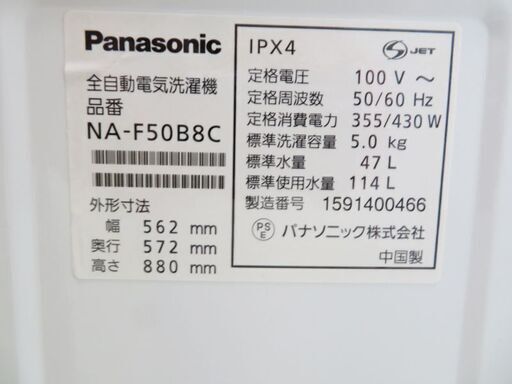 Panasonic
全自動電気洗濯機
品番
NA-F50B8C
外形寸法
幅 562 mm
奥行 572 mm
高さ 880 mm
IPX4
S JET
定格電圧 100 V ～
定格周波数 50/60 Hz
定格消費電力 355/430 W
標準洗濯容量 5.0 kg
標準水量 47 L
標準使用水量 114 L
製造番号 1591400466
PS E パナソニック株式会社
中国製